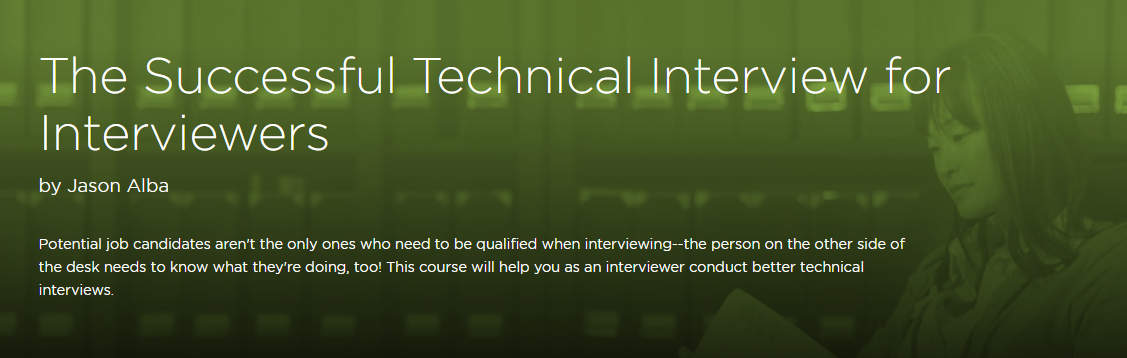 The Successful Technical Interview for
Interviewers
by Jason Alba
Potential job candidates aren't the only ones who need to be qualified when interviewing--the person on the other side of
the desk needs to know what they're doing, too! This course will help you as an interviewer conduct better technical
interviews.